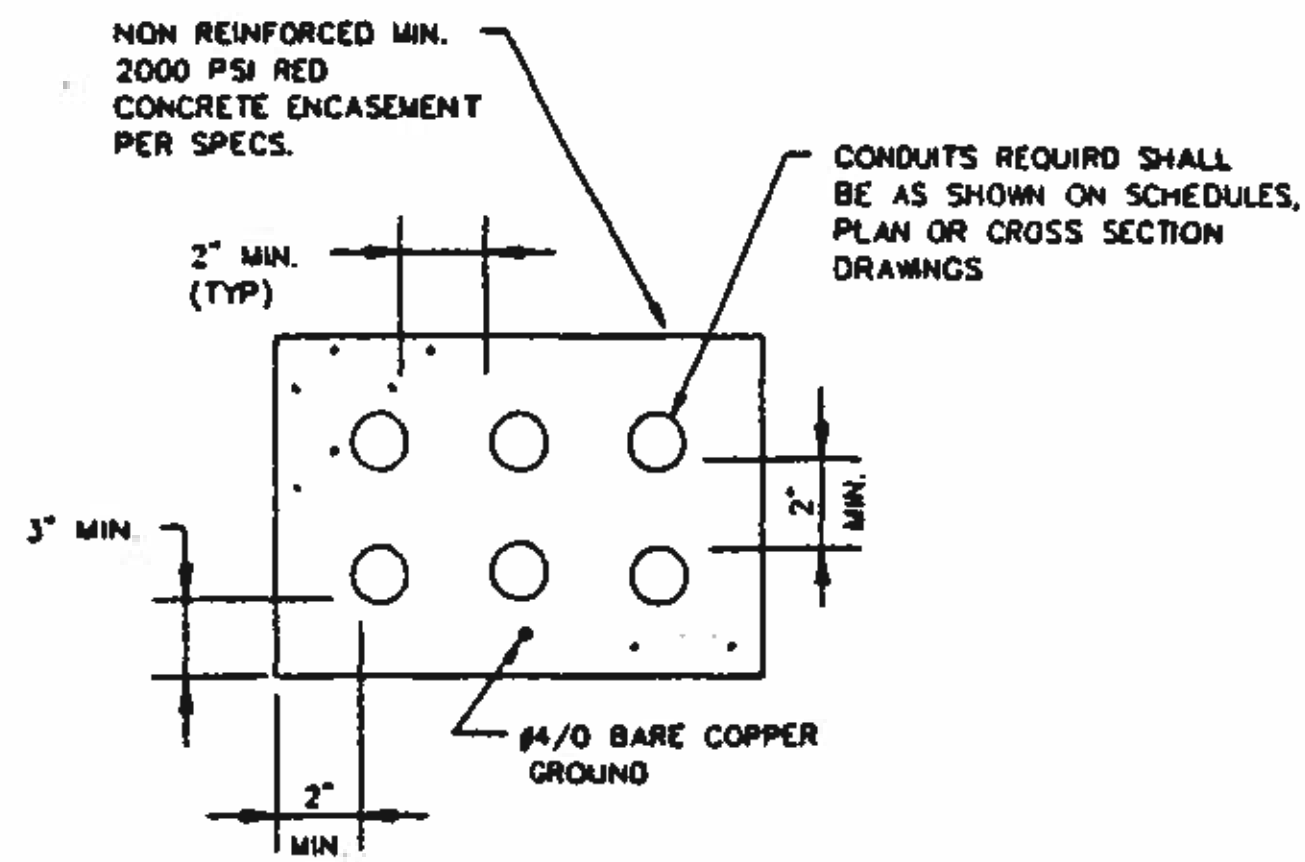 NON REINFORCED MIN.
2000 PSI RED
CONCRETE ENCASEMENT
PER SPECS.
CONDUITS REQUIRD SHALL
BE AS SHOWN ON SCHEDULES,
PLAN OR CROSS SECTION
DRAWINGS
2" MIN.
(TYP)
2"
MIN.
3" MIN.
#4/0 BARE COPPER
GROUND
2"
MIN.